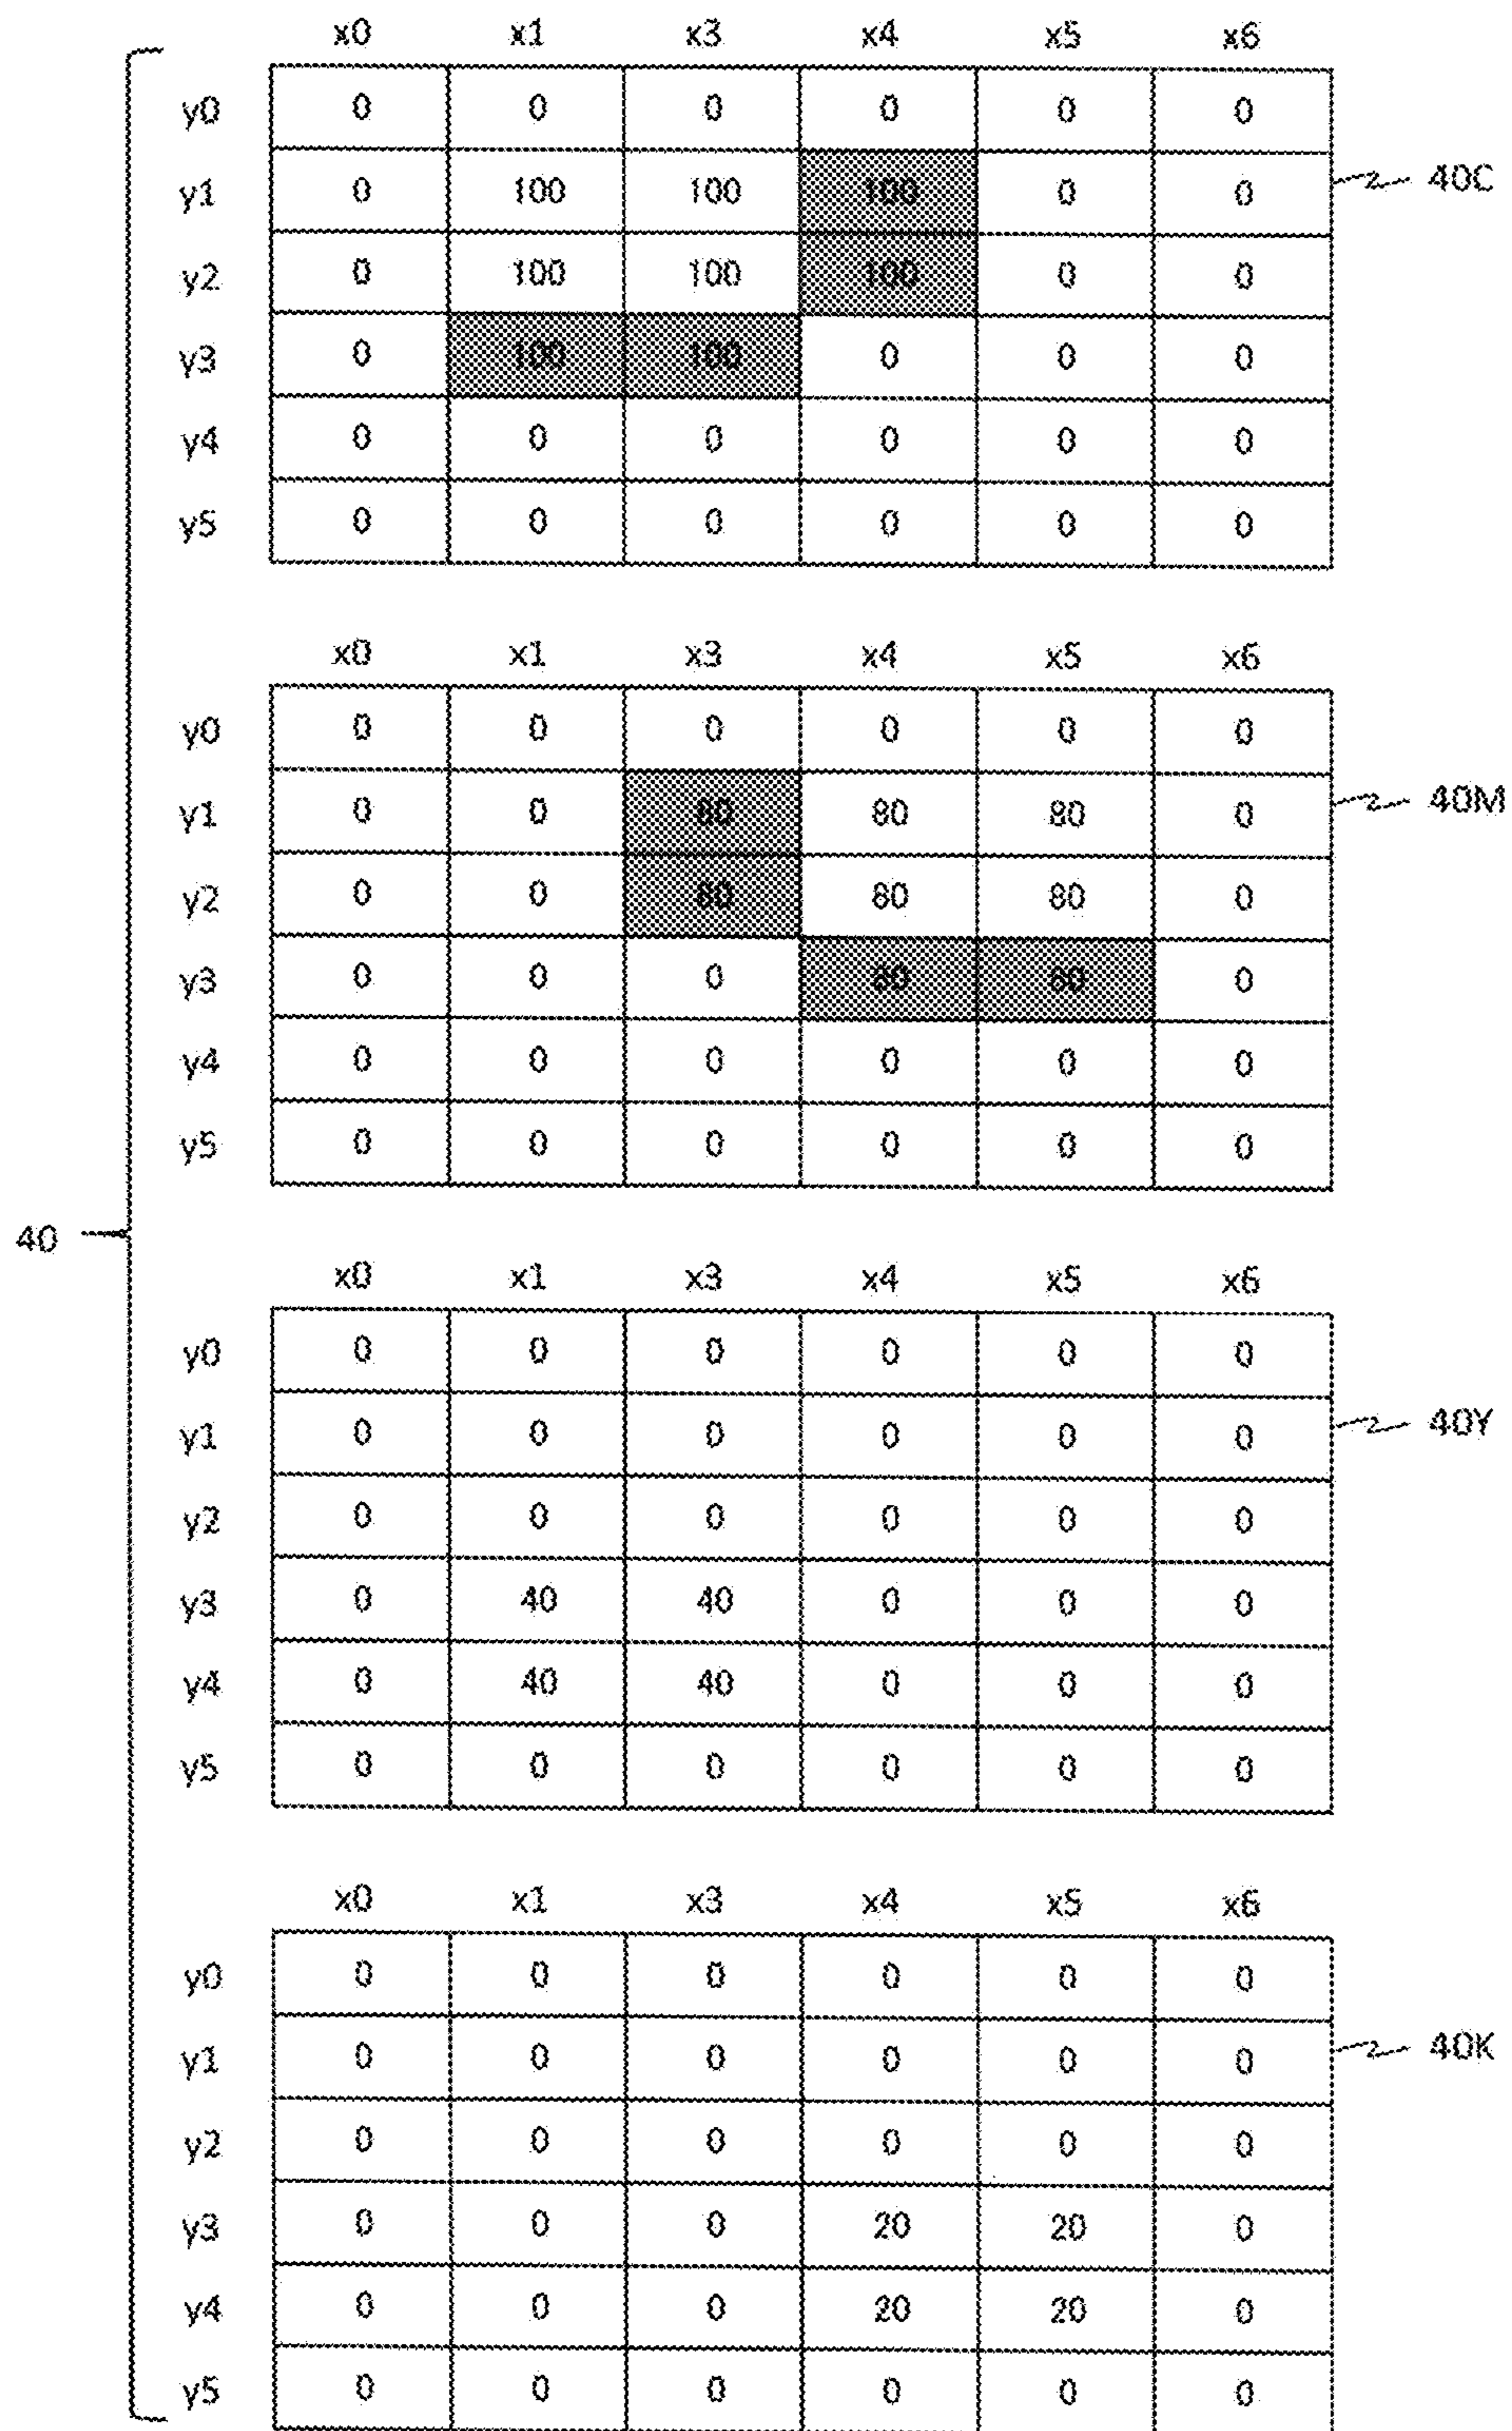 x0 x1 x3 x4 x5 x6
y0 0 0 0 0 0 0
y1 0 100 100 100 0 0 40C
y2 0 100 100 100 0 0
y3 0 100 100 0 0 0
y4 0 0 0 0 0 0
y5 0 0 0 0 0 0
x0 x1 x3 x4 x5 x6
y0 0 0 0 0 0 0
y1 0 0 80 80 80 0 40M
y2 0 0 80 80 80 0
y3 0 0 0 80 80 0
y4 0 0 0 0 0 0
y5 0 0 0 0 0 0
40
x0 x1 x3 x4 x5 x6
y0 0 0 0 0 0 0
y1 0 0 0 0 0 0 40Y
y2 0 0 0 0 0 0
y3 0 40 40 0 0 0
y4 0 40 40 0 0 0
y5 0 0 0 0 0 0
x0 x1 x3 x4 x5 x6
y0 0 0 0 0 0 0
y1 0 0 0 0 0 0 40K
y2 0 0 0 0 0 0
y3 0 0 0 20 20 0
y4 0 0 0 20 20 0
y5 0 0 0 0 0 0